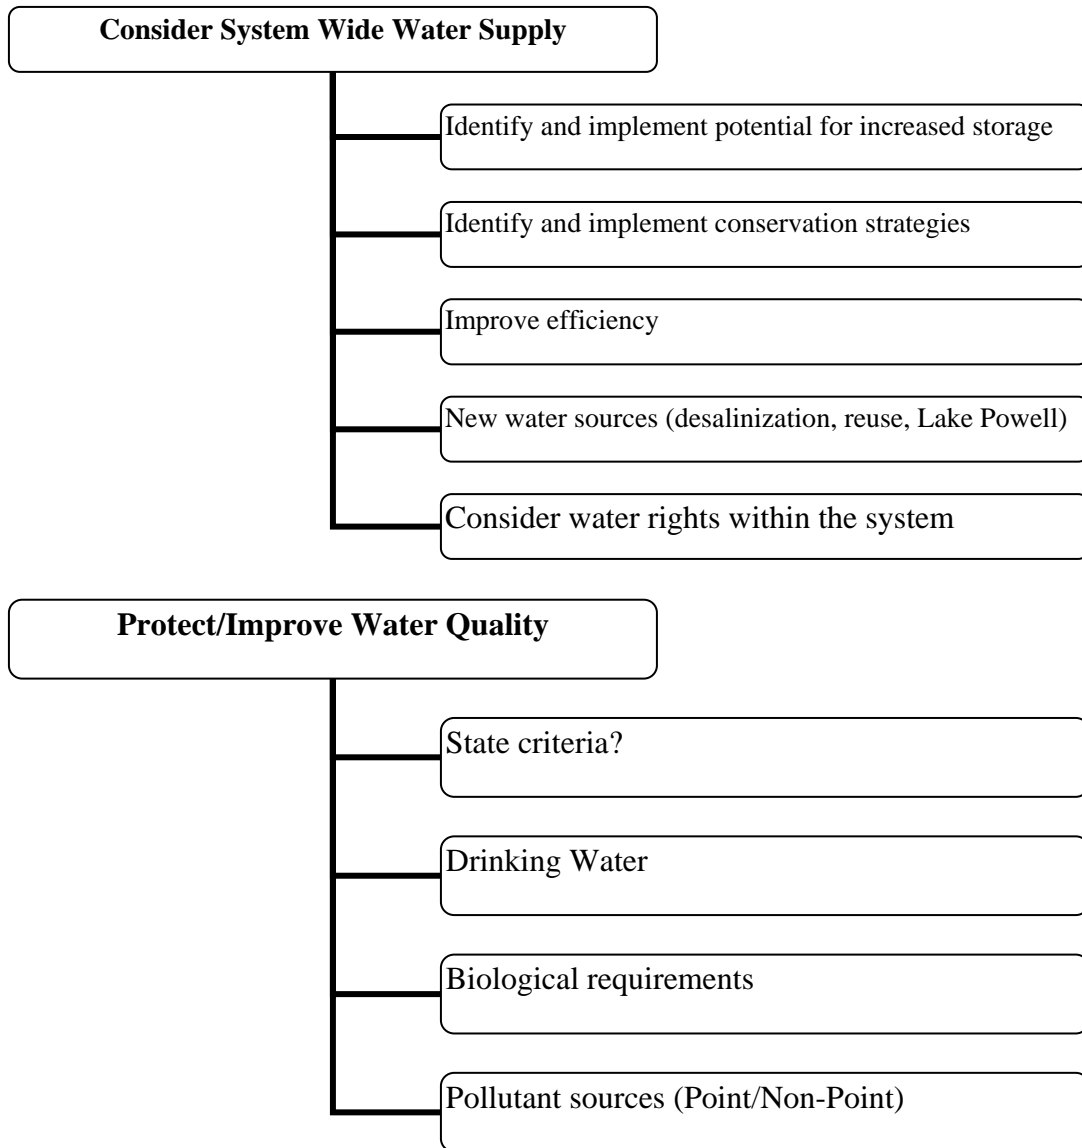 Consider System Wide Water Supply
Identify and implement potential for increased storage
Identify and implement conservation strategies
Improve efficiency
New water sources (desalinization, reuse, Lake Powell)
Consider water rights within the system
Protect/Improve Water Quality
State criteria?
Drinking Water
Biological requirements
Pollutant sources (Point/Non-Point)